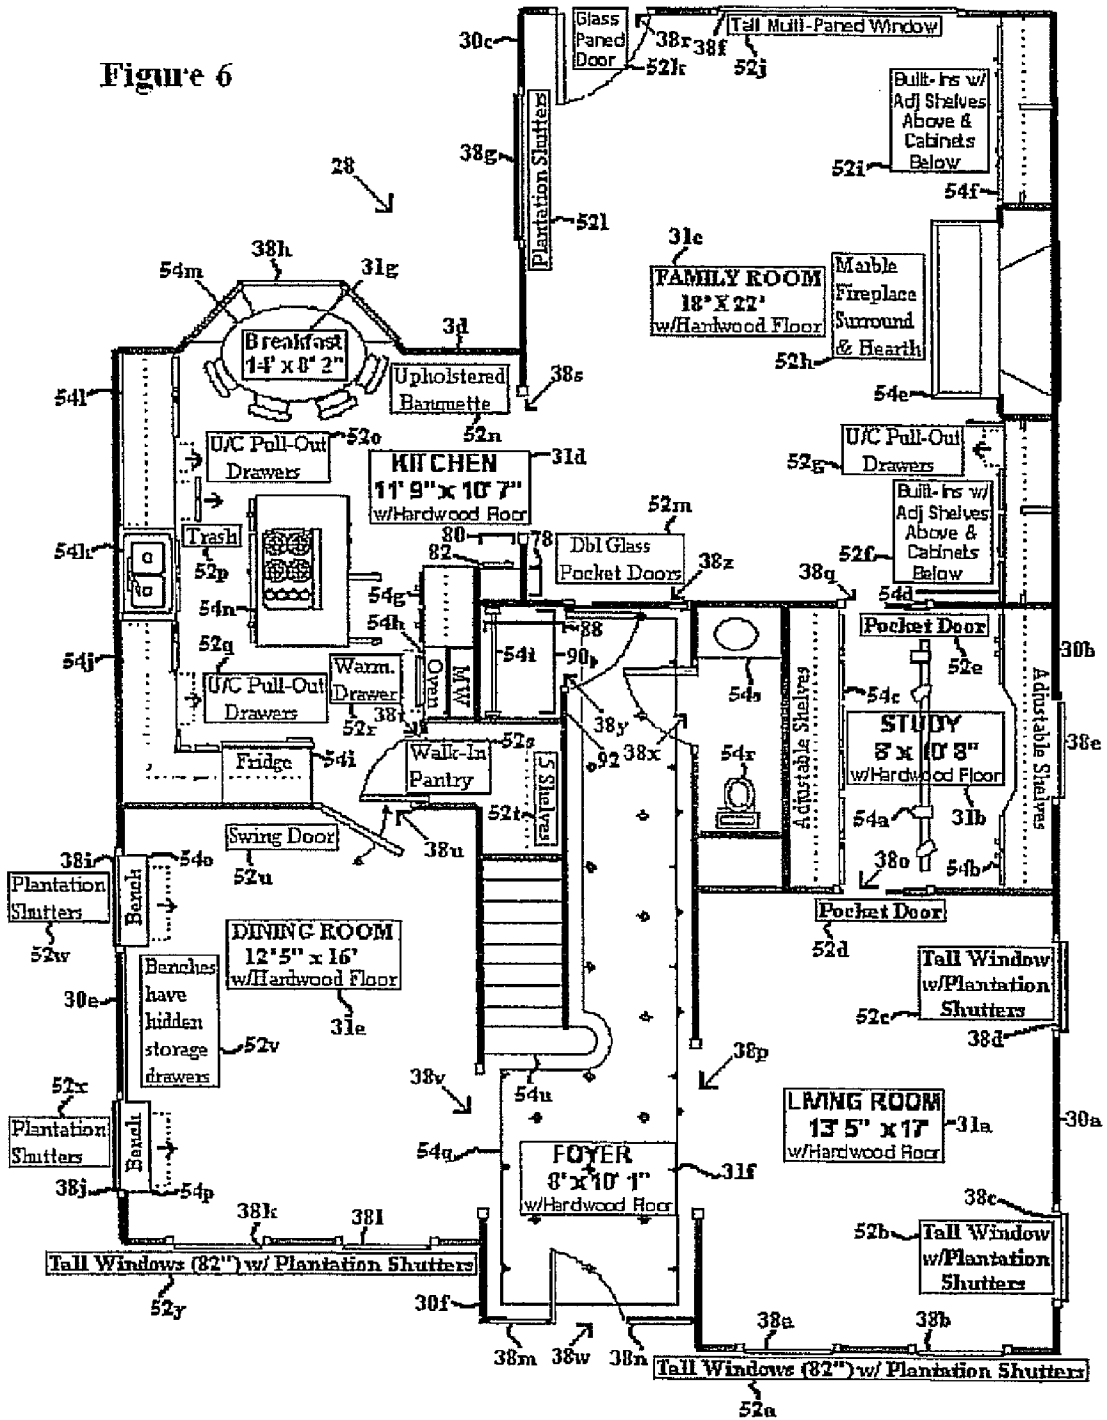 Figure 6
30c
Glass
Paned
Door
52k
38r
38f
Tall Multi-Paned Window
52j
Built-Ins w/
Adj Shelves
Above &
Cabinets
Below
52i
54f
38g
Plantation Shutters
52l
28
38h
54m
31g
31c
FAMILY ROOM
18' X 22'
w/Hardwood Floor
Marble
Fireplace
Surround
& Hearth
52h
54e
3d
Breakfast
14' x 8' 2"
Upholstered
Banquette
52n
38s
54l
U/C Pull-Out
Drawers
52o
KITCHEN
11' 9" x 10' 7"
w/Hardwood Floor
31d
U/C Pull-Out
Drawers
52g
Built-Ins w/
Adj Shelves
Above &
Cabinets
Below
52f
54d
52m
Dbl Glass
Pocket Doors
38z
38q
80
78
82
54k
Trash
52p
54n
54g
54h
88
54t
90
Pocket Door
52e
30b
54j
52q
U/C Pull-Out
Drawers
Warm.
Drawer
52r
Oven
MW
38t
38y
38x
92
54s
54r
Adjustable Shelves
54c
STUDY
8' x 10' 8"
w/Hardwood Floor
31b
Adjustable Shelves
38e
54a
54b
Fridge
54i
Walk-In
Pantry
52s
52t
5 Shelves
Swing Door
52u
38u
38o
Pocket Door
52d
38i
54o
Plantation
Shutters
52w
Bench
DINING ROOM
12' 5" x 16'
w/Hardwood Floor
31e
30e
Benches
have
hidden
storage
drawers
52v
Tall Window
w/Plantation
Shutters
52c
38d
38v
54u
38p
52x
Plantation
Shutters
Bench
38j
54p
54q
FOYER
8' x 10' 1"
w/Hardwood Floor
31f
LIVING ROOM
13' 5" x 17'
w/Hardwood Floor
31a
30a
38c
52b
Tall Window
w/Plantation
Shutters
38k
38l
Tall Windows (82") w/ Plantation Shutters
52y
30f
38m
38w
38n
38a
38b
Tall Windows (82") w/ Plantation Shutters
52a